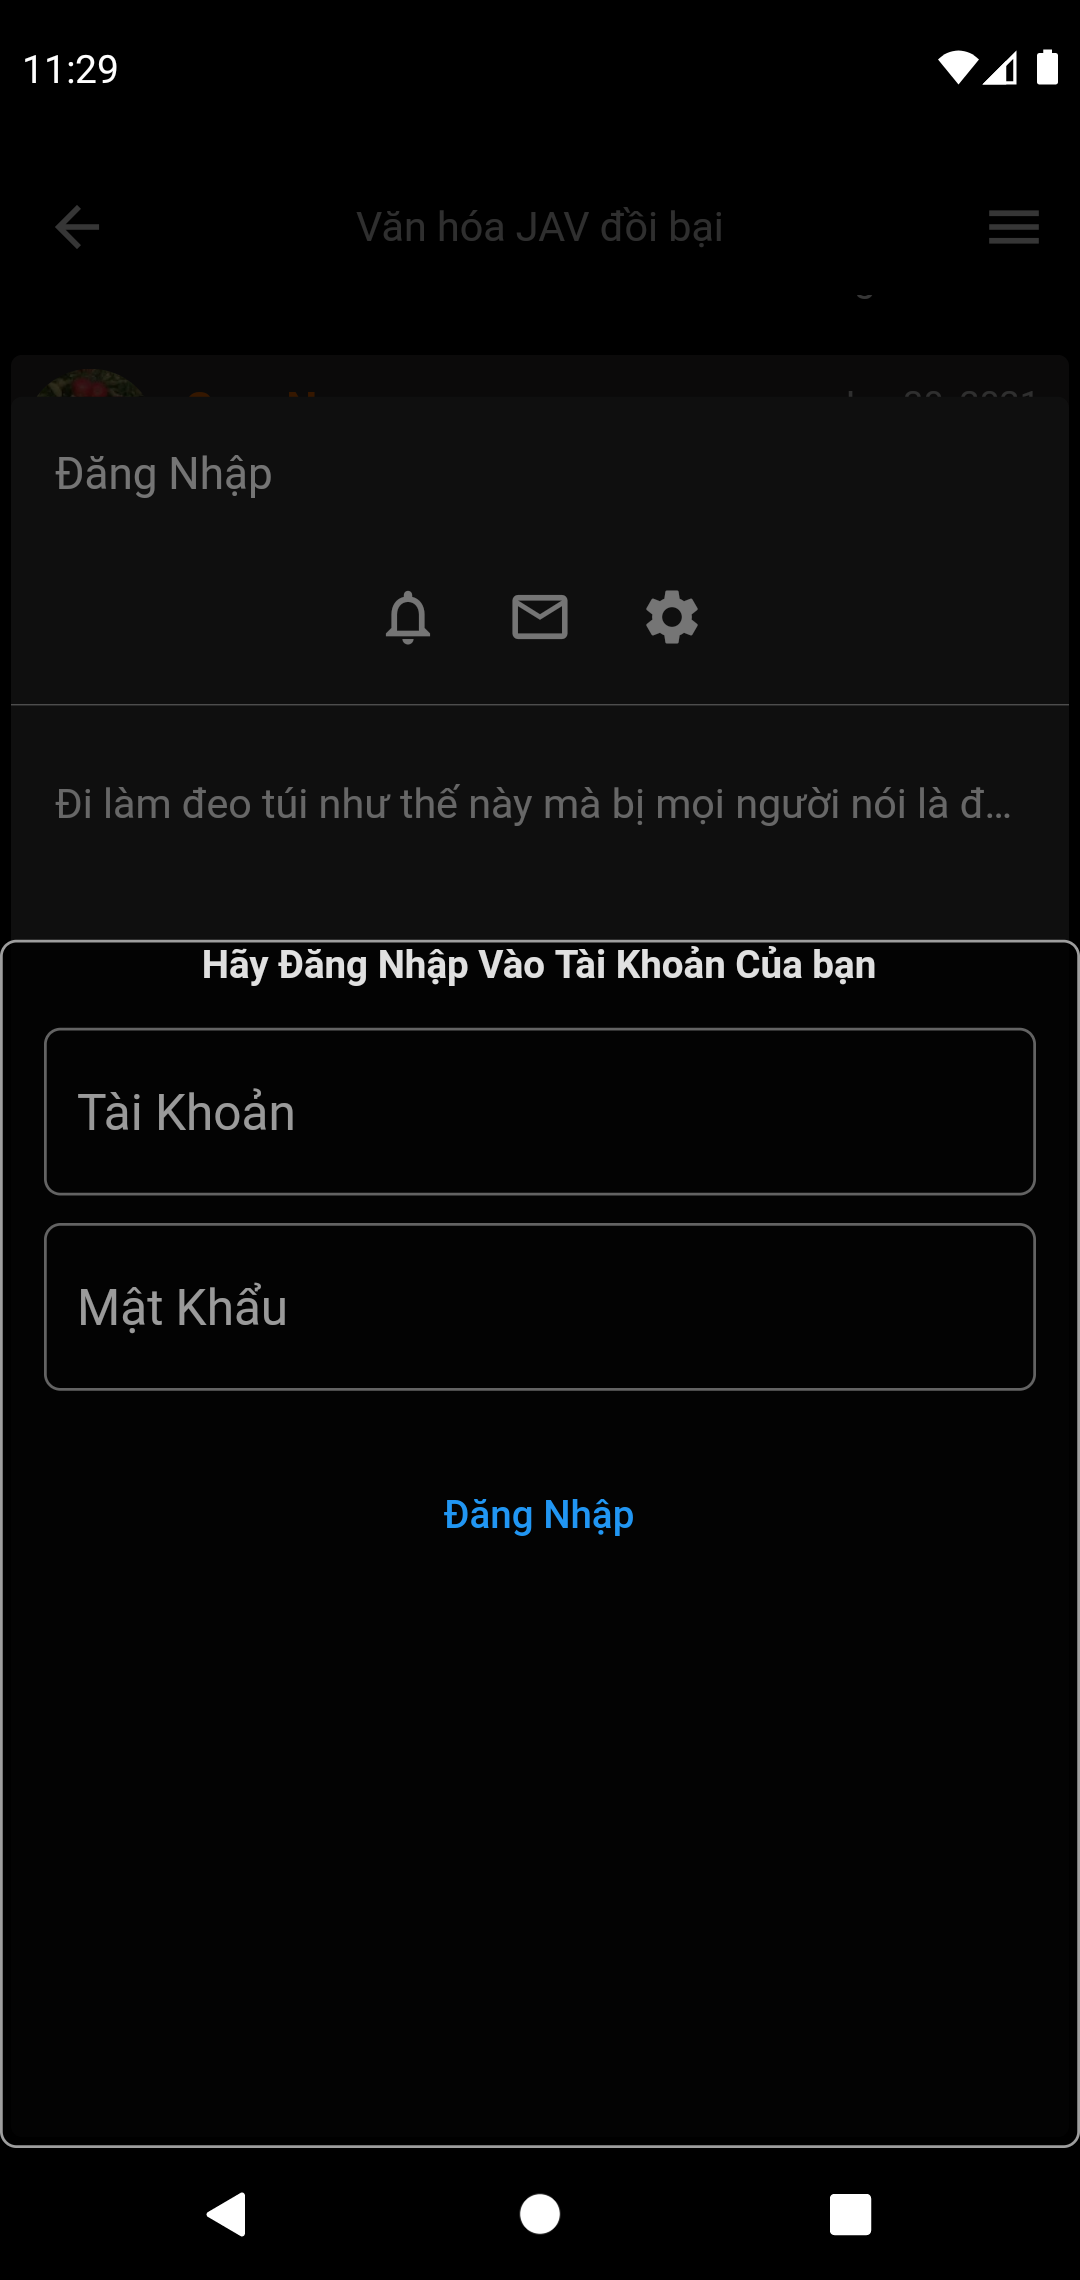 11:29
Văn hóa JAV đồi bại
Đăng Nhập
Đi làm đeo túi như thế này mà bị mọi người nói là đ...
Hãy Đăng Nhập Vào Tài Khoản Của bạn
Tài Khoản
Mật Khẩu
Đăng Nhập